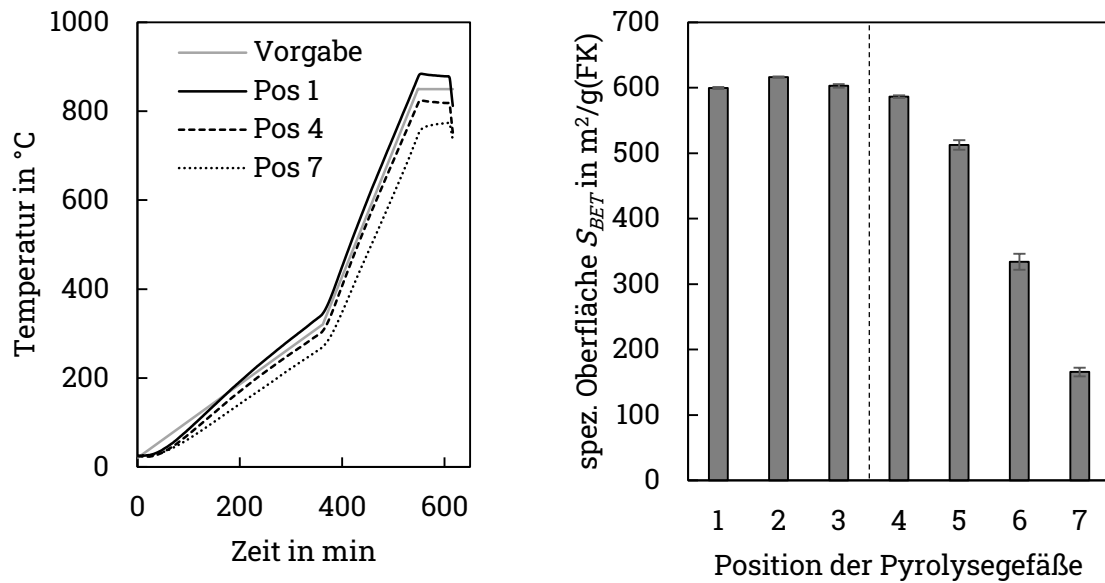 1000
800
600
400
200
0
Temperatur in °C
Vorgabe
Pos 1
Pos 4
Pos 7
0 200 400 600
Zeit in min
700
600
500
400
300
200
100
0
spez. Oberfläche S_BET in m²/g(FK)
1 2 3 4 5 6 7
Position der Pyrolysegefäße